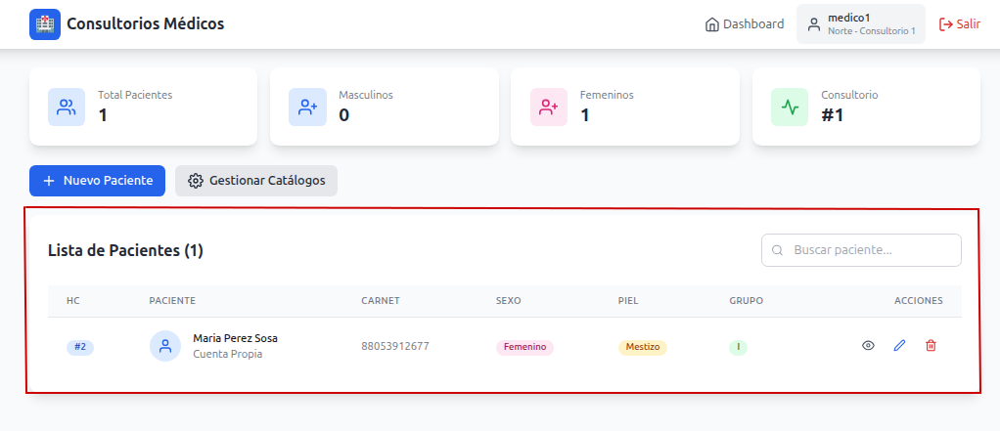 Consultorios Médicos
Dashboard
medico1
Norte - Consultorio 1
Salir
Total Pacientes
1
Masculinos
0
Femeninos
1
Consultorio
#1
Nuevo Paciente
Gestionar Catálogos
Lista de Pacientes (1)
Buscar paciente...
HC PACIENTE CARNET SEXO PIEL GRUPO ACCIONES
#2
Maria Perez Sosa
Cuenta Propia
88053912677
Femenino
Mestizo
I